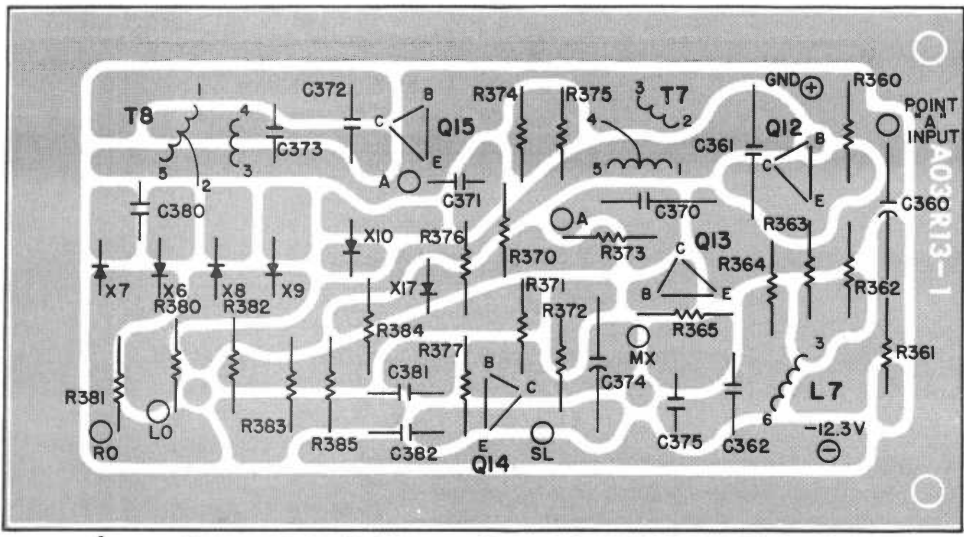 GND +
R360
POINT
"A"
INPUT
C372
R374
R375
3
T7
2
T8
1
4
B
C
Q15
E
C373
5
3
2
A
C371
4
5
1
C361
Q12
B
C
E
A03R13-1
C360
C380
C370
A
R373
Q13
C
B
E
R363
R364
R362
X10
R376
R370
X7
X6
X8
X9
X17
R380
R382
R384
R371
R372
R365
MX
R377
B
C
E
C381
C374
3
L7
6
R361
R381
LO
RO
R383
R385
C382
Q14
SL
C375
C362
-12.3V
−